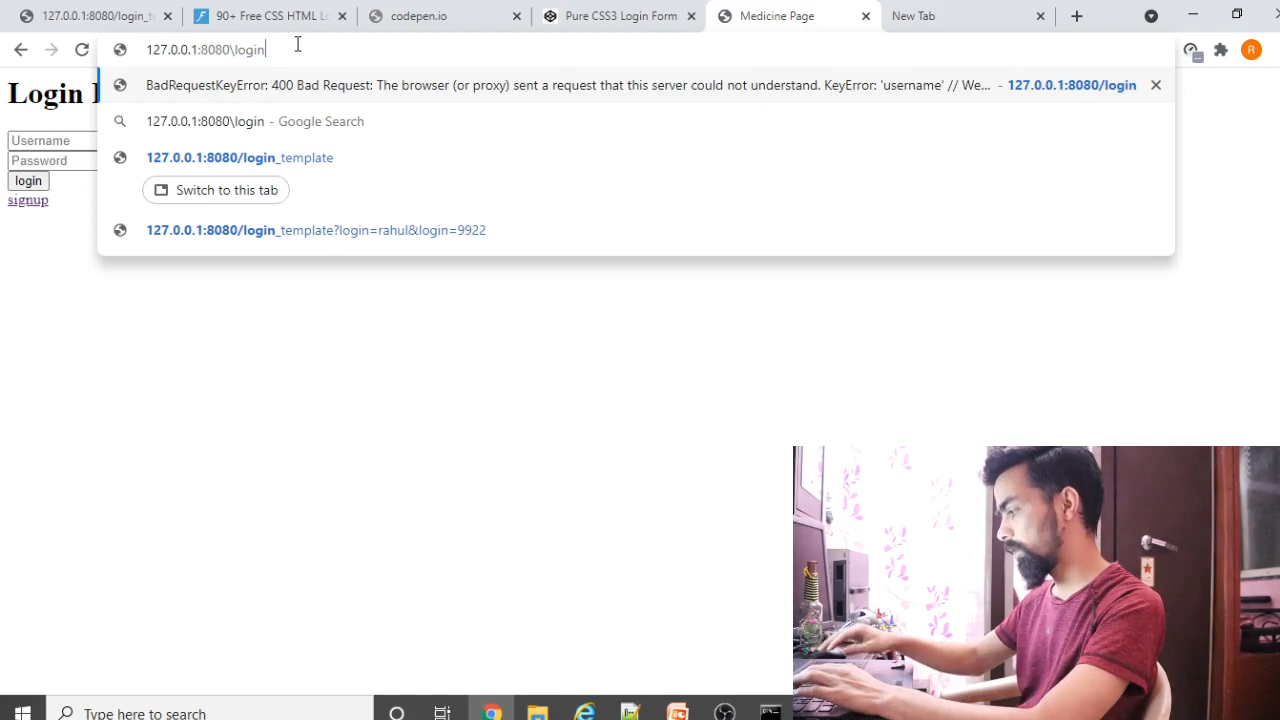 127.0.0.1:8080/login_t
90+ Free CSS HTML Lo
codepen.io
Pure CSS3 Login Form
Medicine Page
New Tab
127.0.0.1:8080\login
R
BadRequestKeyError: 400 Bad Request: The browser (or proxy) sent a request that this server could not understand. KeyError: 'username' // We... - 127.0.0.1:8080/login
127.0.0.1:8080\login - Google Search
127.0.0.1:8080/login_template
Switch to this tab
127.0.0.1:8080/login_template?login=rahul&login=9922
Login
Username
Password
login
signup
Type here to search